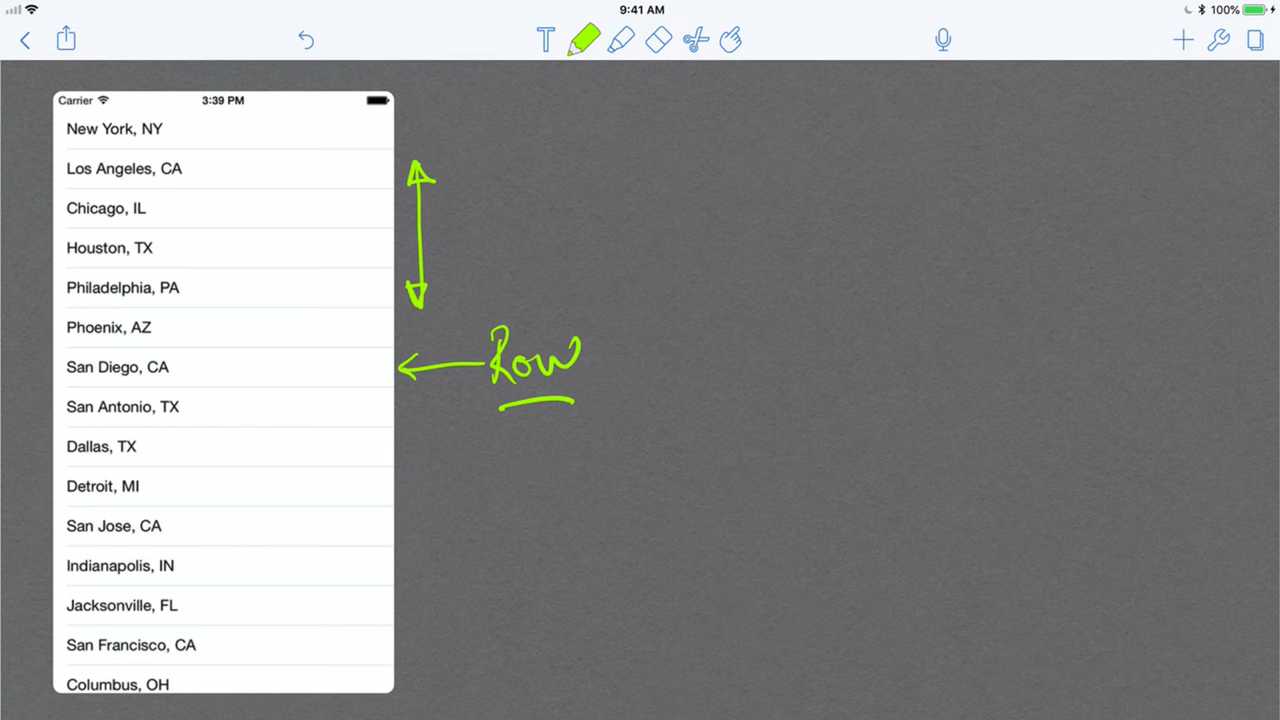 9:41 AM
100%
T
Carrier
3:39 PM
New York, NY
Los Angeles, CA
Chicago, IL
Houston, TX
Philadelphia, PA
Phoenix, AZ
San Diego, CA
Row
San Antonio, TX
Dallas, TX
Detroit, MI
San Jose, CA
Indianapolis, IN
Jacksonville, FL
San Francisco, CA
Columbus, OH